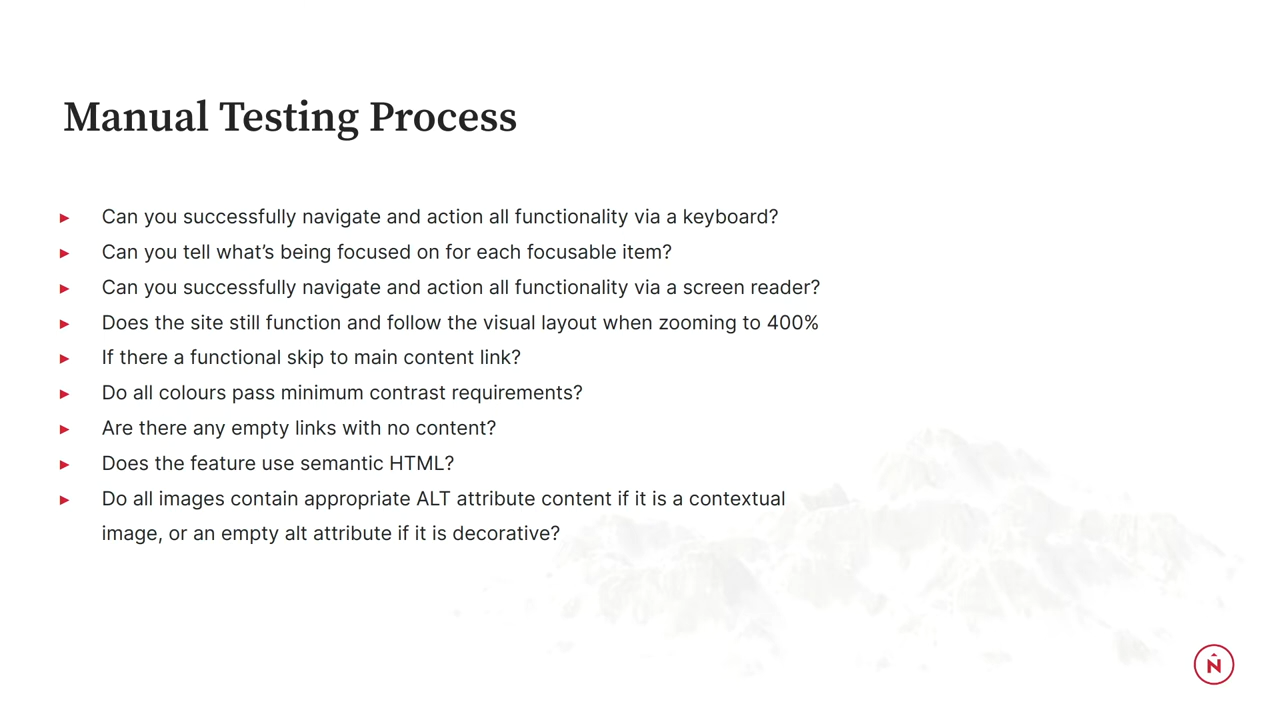 Manual Testing Process
Can you successfully navigate and action all functionality via a keyboard?
Can you tell what’s being focused on for each focusable item?
Can you successfully navigate and action all functionality via a screen reader?
Does the site still function and follow the visual layout when zooming to 400%
If there a functional skip to main content link?
Do all colours pass minimum contrast requirements?
Are there any empty links with no content?
Does the feature use semantic HTML?
Do all images contain appropriate ALT attribute content if it is a contextual
image, or an empty alt attribute if it is decorative?
N